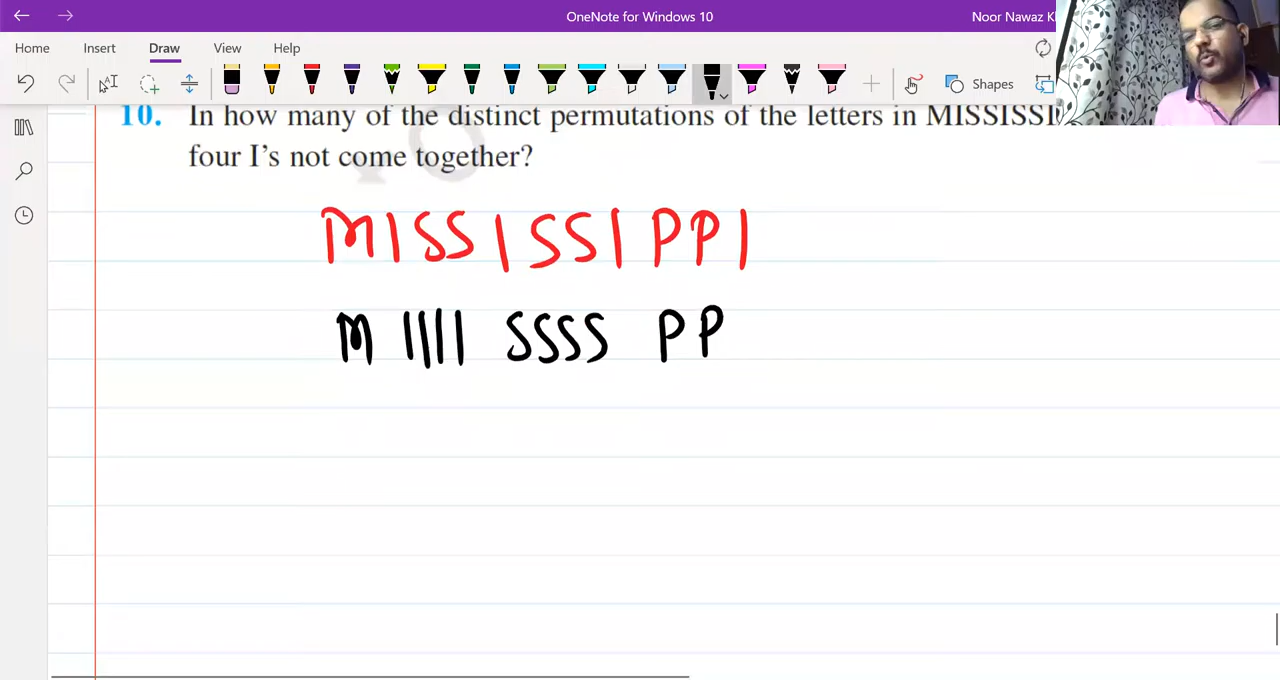 OneNote for Windows 10
Noor Nawaz
Home Insert Draw View Help
Shapes
10. In how many of the distinct permutations of the letters in
four I's not come together?
MISSISSIPPI
M IIII SSSS PP